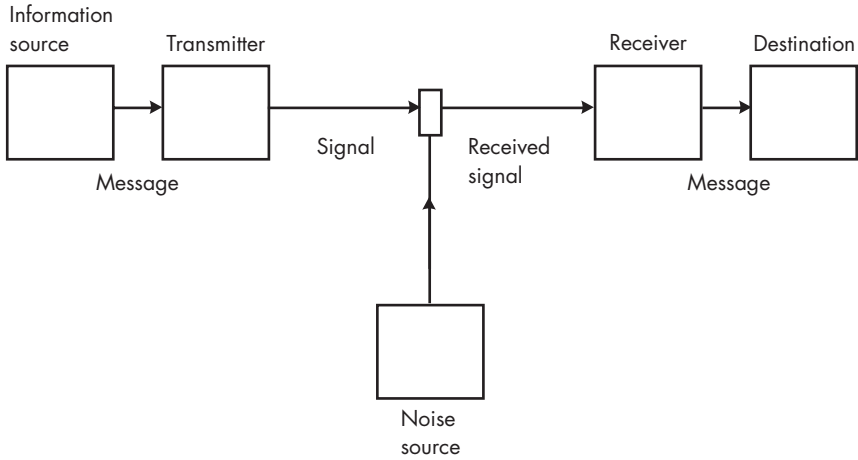 Information
source
Transmitter
Receiver
Destination
Signal
Received
signal
Message
Message
Noise
source